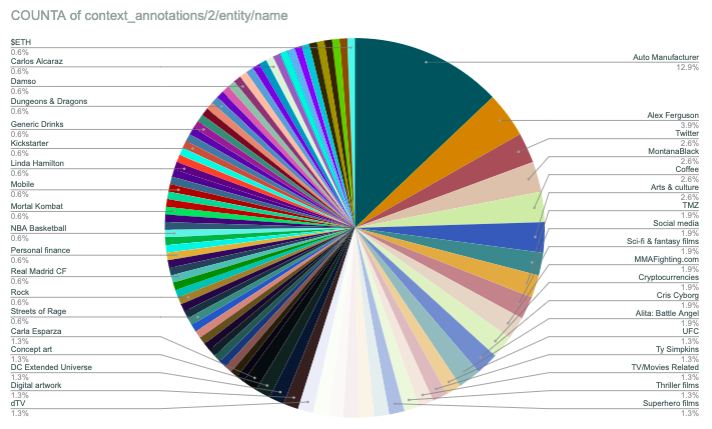 COUNTA of context_annotations/2/entity/name
$ETH
0.6%
Carlos Alcaraz
0.6%
Damso
0.6%
Dungeons & Dragons
0.6%
Generic Drinks
0.6%
Kickstarter
0.6%
Linda Hamilton
0.6%
Mobile
0.6%
Mortal Kombat
0.6%
NBA Basketball
0.6%
Personal finance
0.6%
Real Madrid CF
0.6%
Rock
0.6%
Streets of Rage
0.6%
Carla Esparza
1.3%
Concept art
1.3%
DC Extended Universe
1.3%
Digital artwork
1.3%
dTV
1.3%
Auto Manufacturer
12.9%
Alex Ferguson
3.9%
Twitter
2.6%
MontanaBlack
2.6%
Coffee
2.6%
Arts & culture
2.6%
TMZ
1.9%
Social media
1.9%
Sci-fi & fantasy films
1.9%
MMAFighting.com
1.9%
Cryptocurrencies
1.9%
Cris Cyborg
1.9%
Alita: Battle Angel
1.9%
UFC
1.3%
Ty Simpkins
1.3%
TV/Movies Related
1.3%
Thriller films
1.3%
Superhero films
1.3%